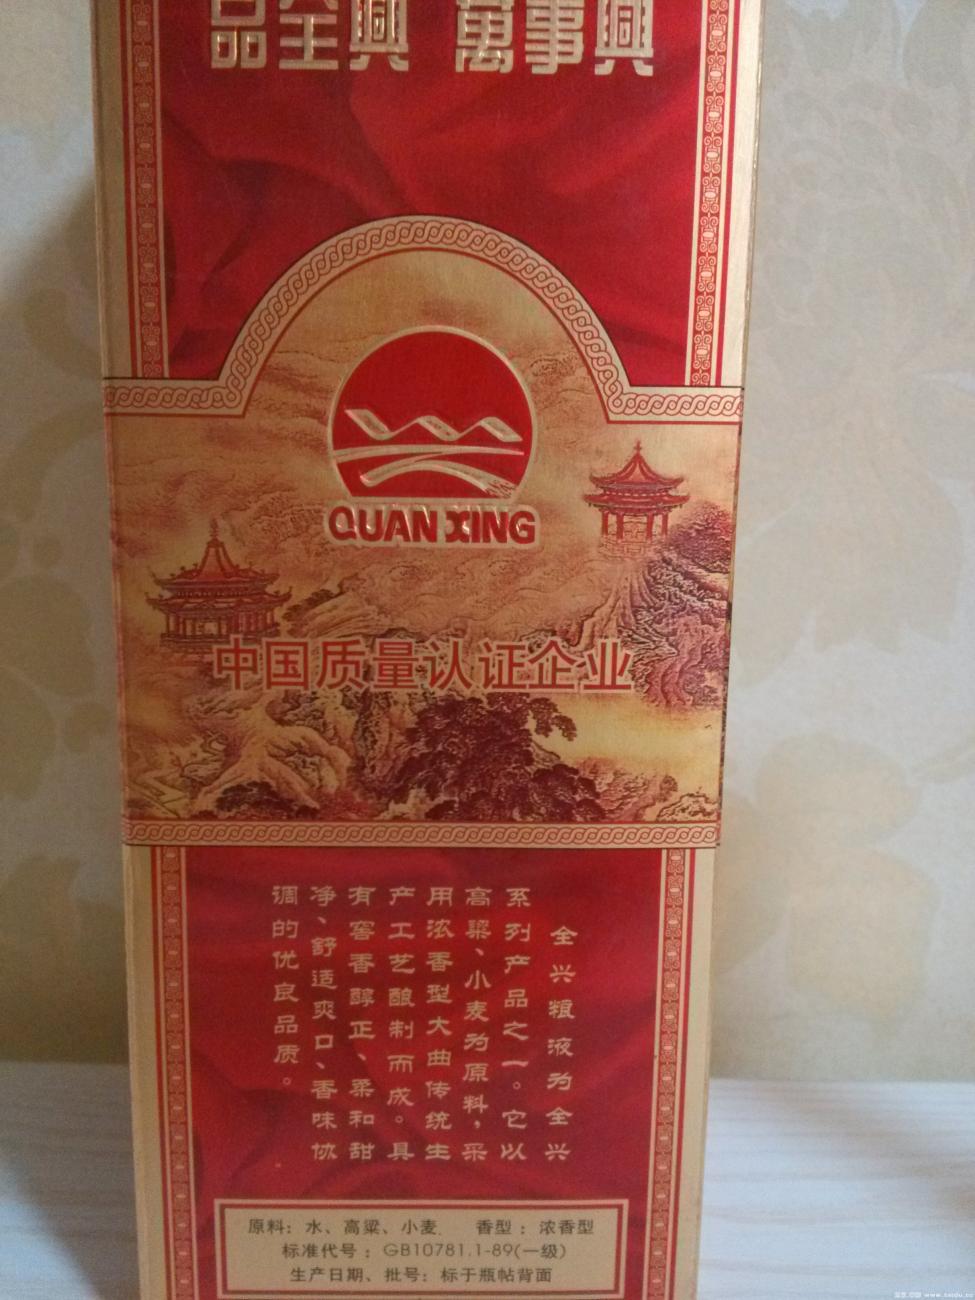 品全興 萬事興
QUAN XING
中国质量认证企业
全兴粮液为全兴
系列产品之一。它以
高粱、小麦为原料，采
用浓香型大曲传统生
产工艺酿制而成。具
有窖香醇正、柔和甜
净、舒适爽口、香味协
调的优良品质。
原料：水、高粱、小麦 香型：浓香型
标准代号：GB10781.1-89(一级)
生产日期、批号：标于瓶帖背面